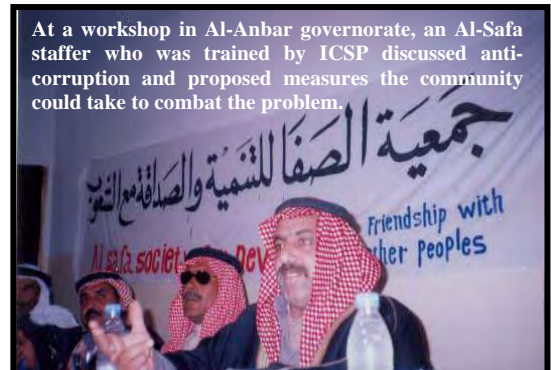 At a workshop in Al-Anbar governorate, an Al-Safa
staffer who was trained by ICSP discussed anti-
corruption and proposed measures the community
could take to combat the problem.
جمعية الصفا للتنمية والصداقة مع الشعوب
Al safa society Dev
Friendship with
ther peoples